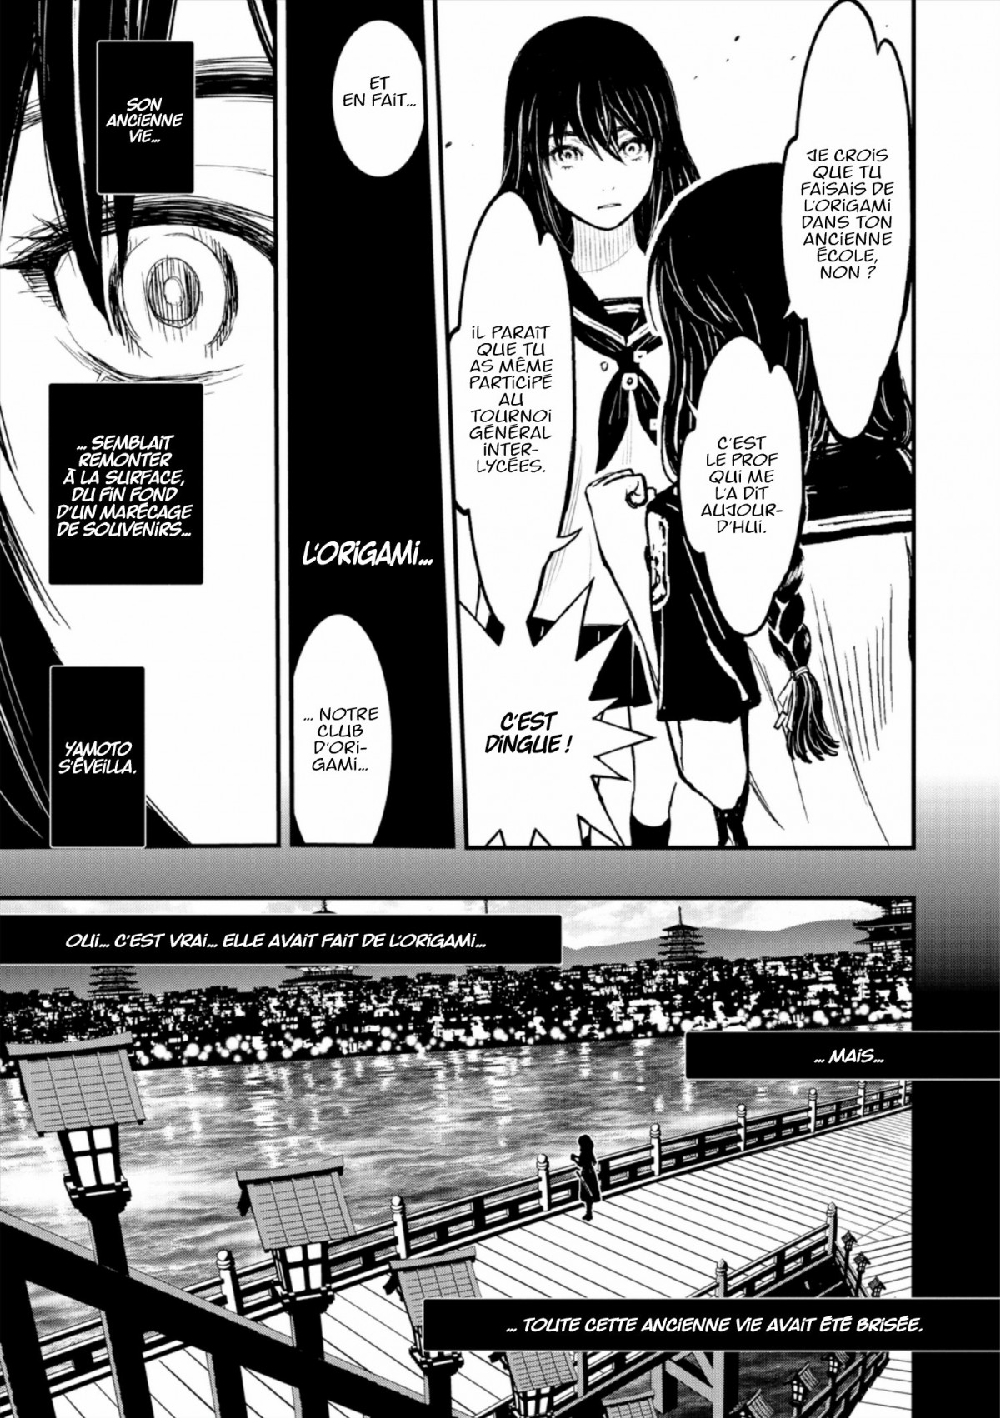 JE CROIS
QUE TU
FAISAIS DE
L'ORIGAMI
DANS TON
ANCIENNE
ÉCOLE,
NON ?
C'EST
LE PROF
QUI ME
L'A DIT
AUJOUR-
D'HUI.
IL PARAÎT
QUE TU
AS MÊME
PARTICIPÉ
AU
TOURNOI
GÉNÉRAL
INTER-
LYCÉES.
C'EST
DINGUE !
ET
EN FAIT...
L'ORIGAMI...
... NOTRE
CLUB
D'ORI-
GAMI...
SON
ANCIENNE
VIE...
... SEMBLAIT
REMONTER
À LA SURFACE,
DU FIN FOND
D'UN MARÉCAGE
DE SOUVENIRS...
YAMOTO
S'ÉVEILLA.
OUI... C'EST VRAI... ELLE AVAIT FAIT DE L'ORIGAMI...
... MAIS...
... TOUTE CETTE ANCIENNE VIE AVAIT ÉTÉ BRISÉE.